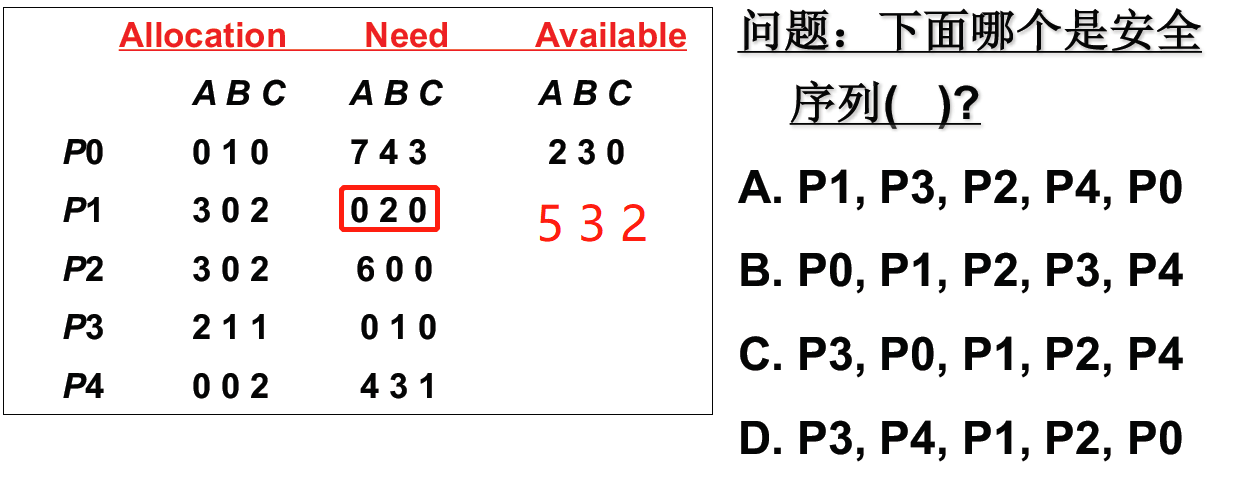 Allocation Need Available
A B C A B C A B C
P0 0 1 0 7 4 3 2 3 0
P1 3 0 2 0 2 0 5 3 2
P2 3 0 2 6 0 0
P3 2 1 1 0 1 0
P4 0 0 2 4 3 1
问题：下面哪个是安全
序列( )?
A. P1, P3, P2, P4, P0
B. P0, P1, P2, P3, P4
C. P3, P0, P1, P2, P4
D. P3, P4, P1, P2, P0